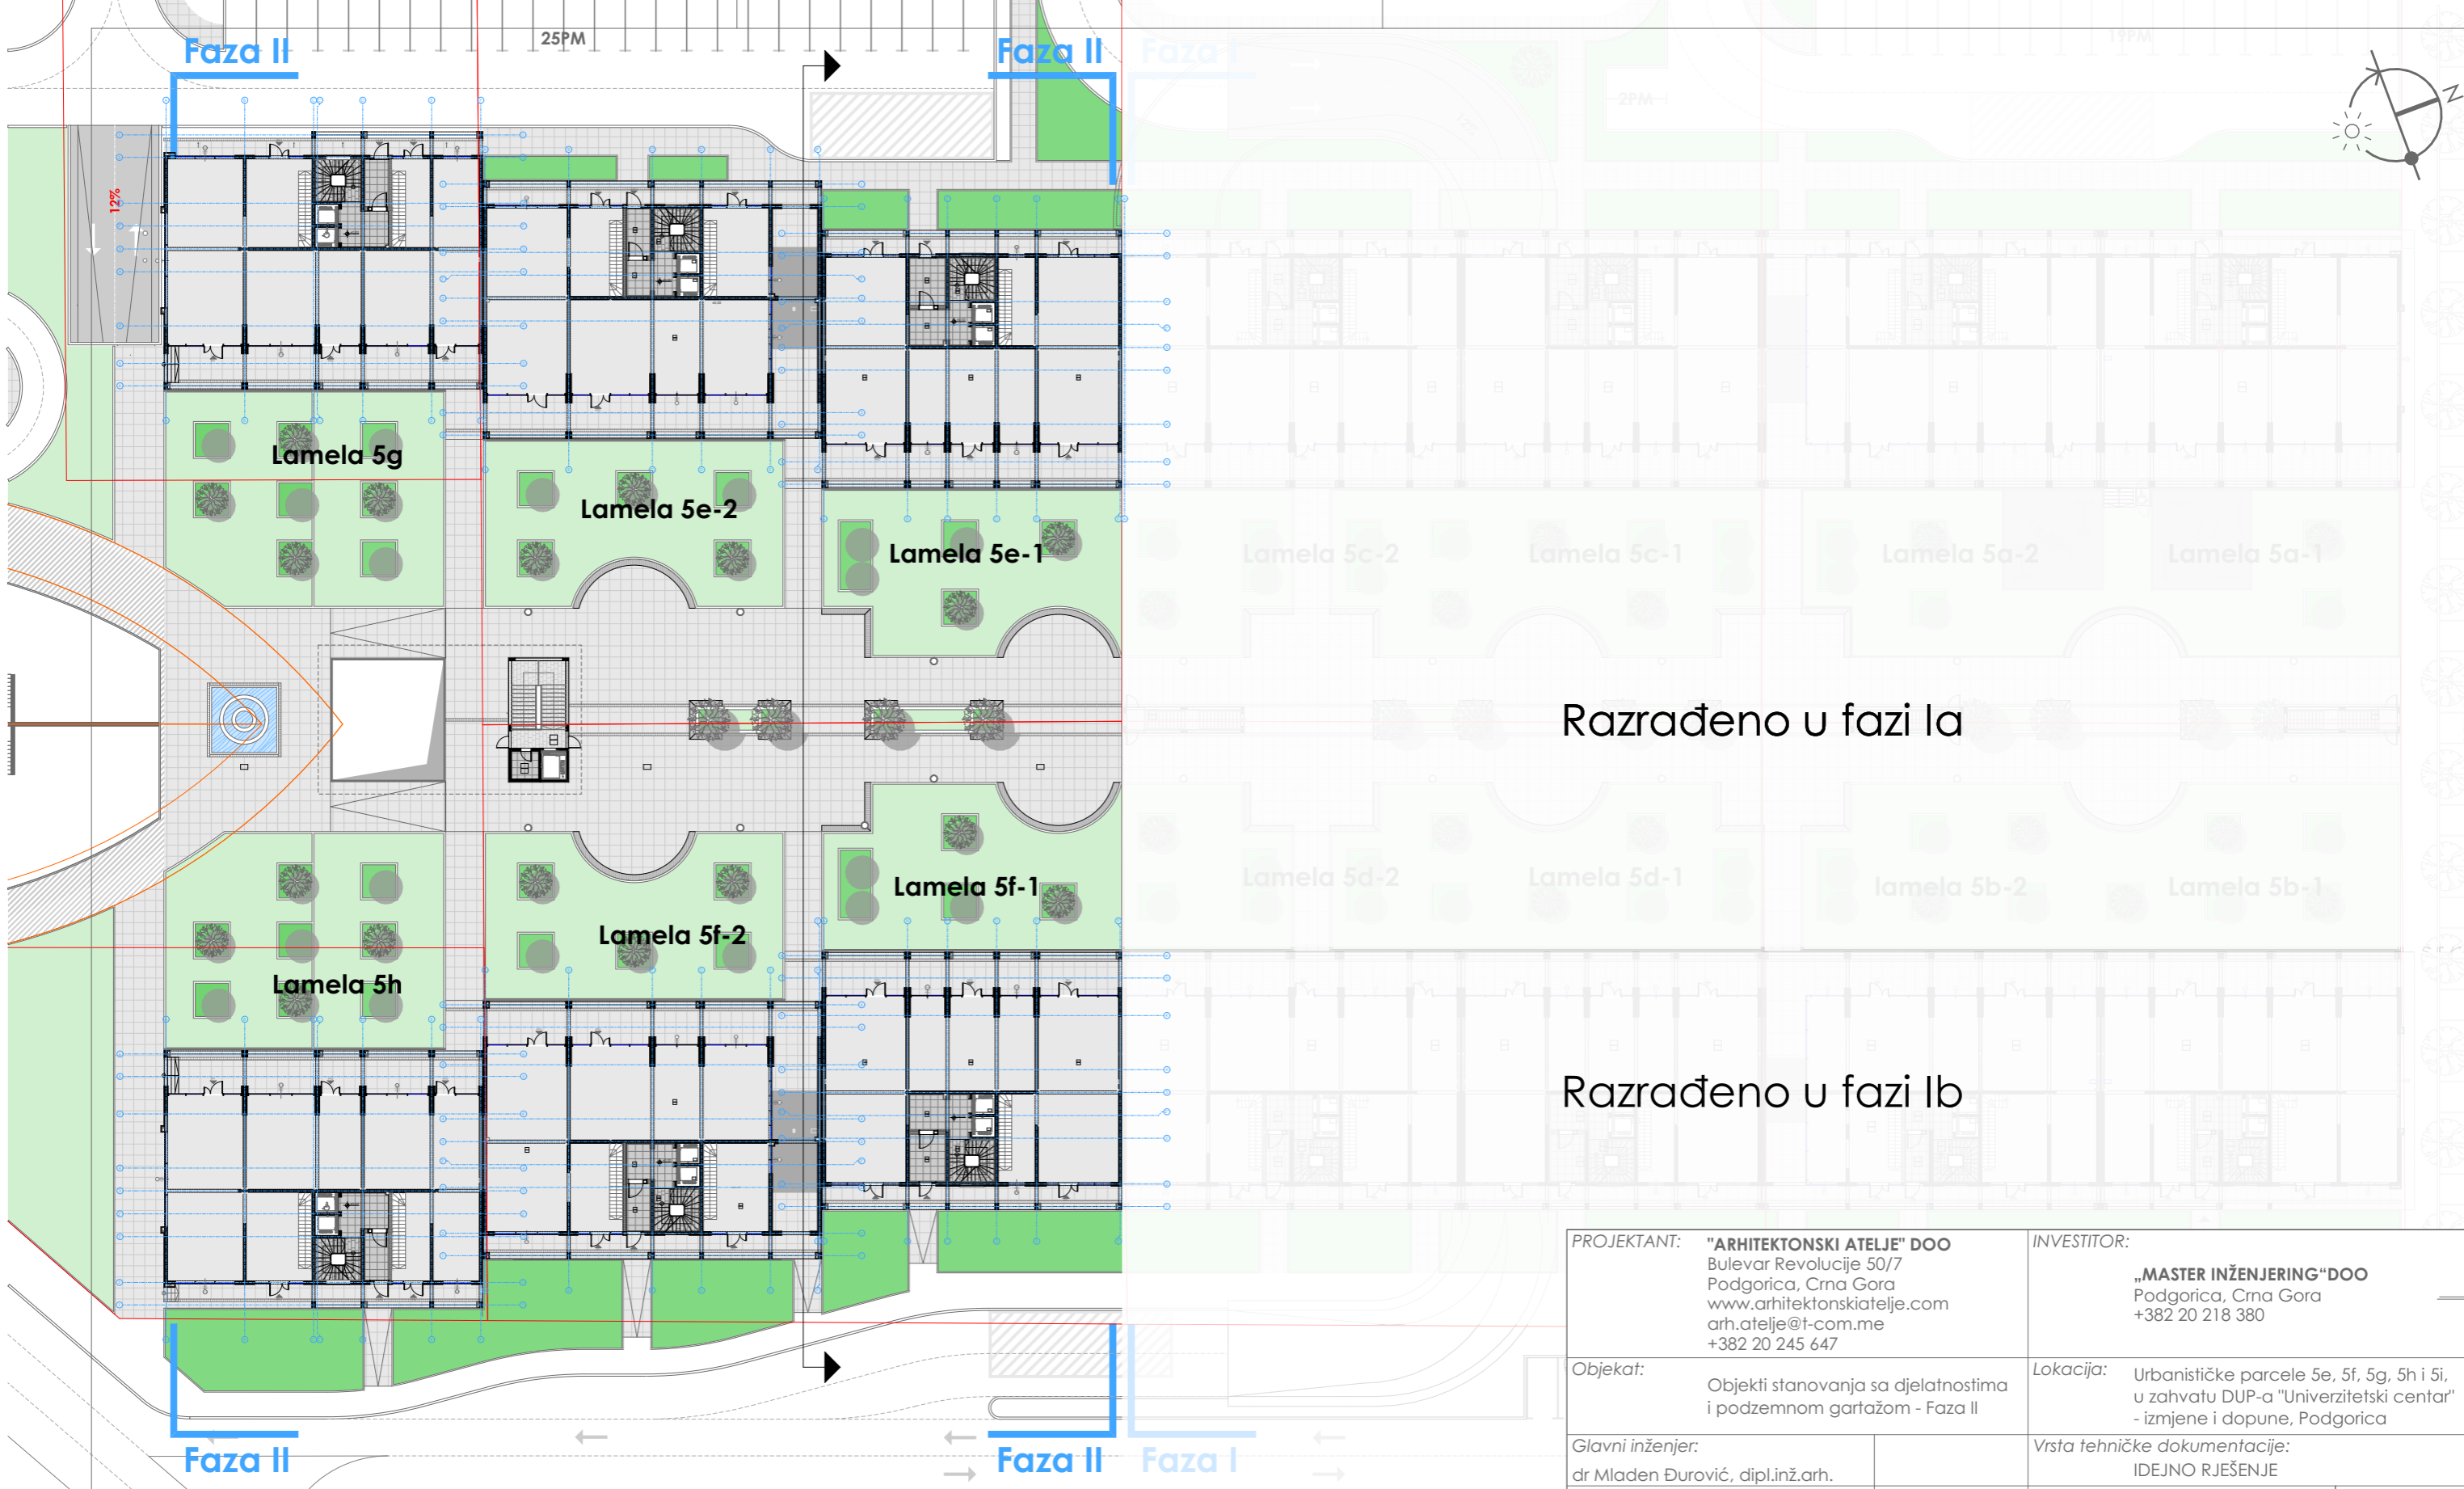 25PM
19PM
Faza II
Faza II
Faza I
2PM
N
12%
Lamela 5g
Lamela 5e-2
Lamela 5e-1
Lamela 5c-2
Lamela 5c-1
Lamela 5a-2
Lamela 5a-1
Razrađeno u fazi Ia
Lamela 5h
Lamela 5f-2
Lamela 5f-1
Lamela 5d-2
Lamela 5d-1
lamela 5b-2
Lamela 5b-1
Razrađeno u fazi Ib
Faza II
Faza II
Faza I
PROJEKTANT:
"ARHITEKTONSKI ATELJE" DOO
Bulevar Revolucije 50/7
Podgorica, Crna Gora
www.arhitektonskiatelje.com
arh.atelje@t-com.me
+382 20 245 647
INVESTITOR:
„MASTER INŽENJERING“DOO
Podgorica, Crna Gora
+382 20 218 380
Objekat:
Objekti stanovanja sa djelatnostima
i podzemnom gartažom - Faza II
Lokacija:
Urbanističke parcele 5e, 5f, 5g, 5h i 5i,
u zahvatu DUP-a "Univerzitetski centar"
- izmjene i dopune, Podgorica
Glavni inženjer:
dr Mladen Đurović, dipl.inž.arh.
Vrsta tehničke dokumentacije:
IDEJNO RJEŠENJE